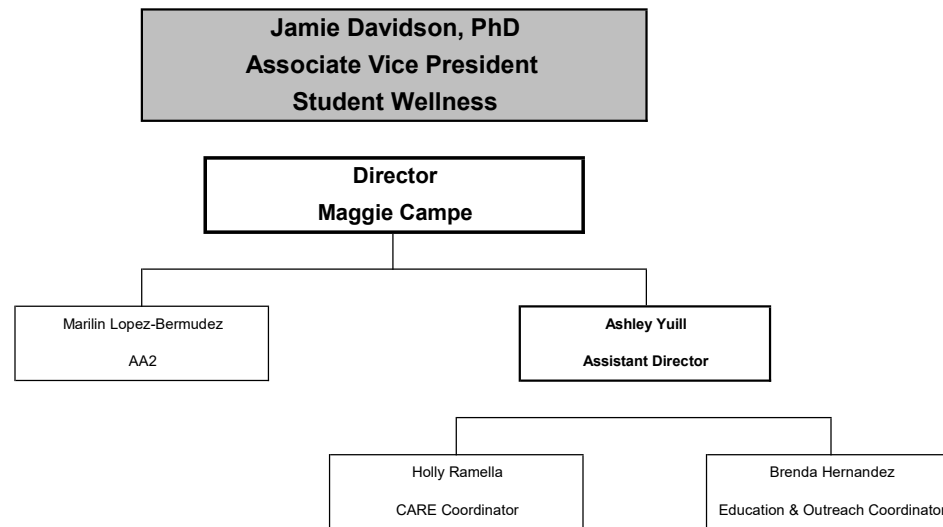 Jamie Davidson, PhD
Associate Vice President
Student Wellness
Director
Maggie Campe
Marilin Lopez-Bermudez
AA2
Ashley Yuill
Assistant Director
Holly Ramella
CARE Coordinator
Brenda Hernandez
Education & Outreach Coordinator